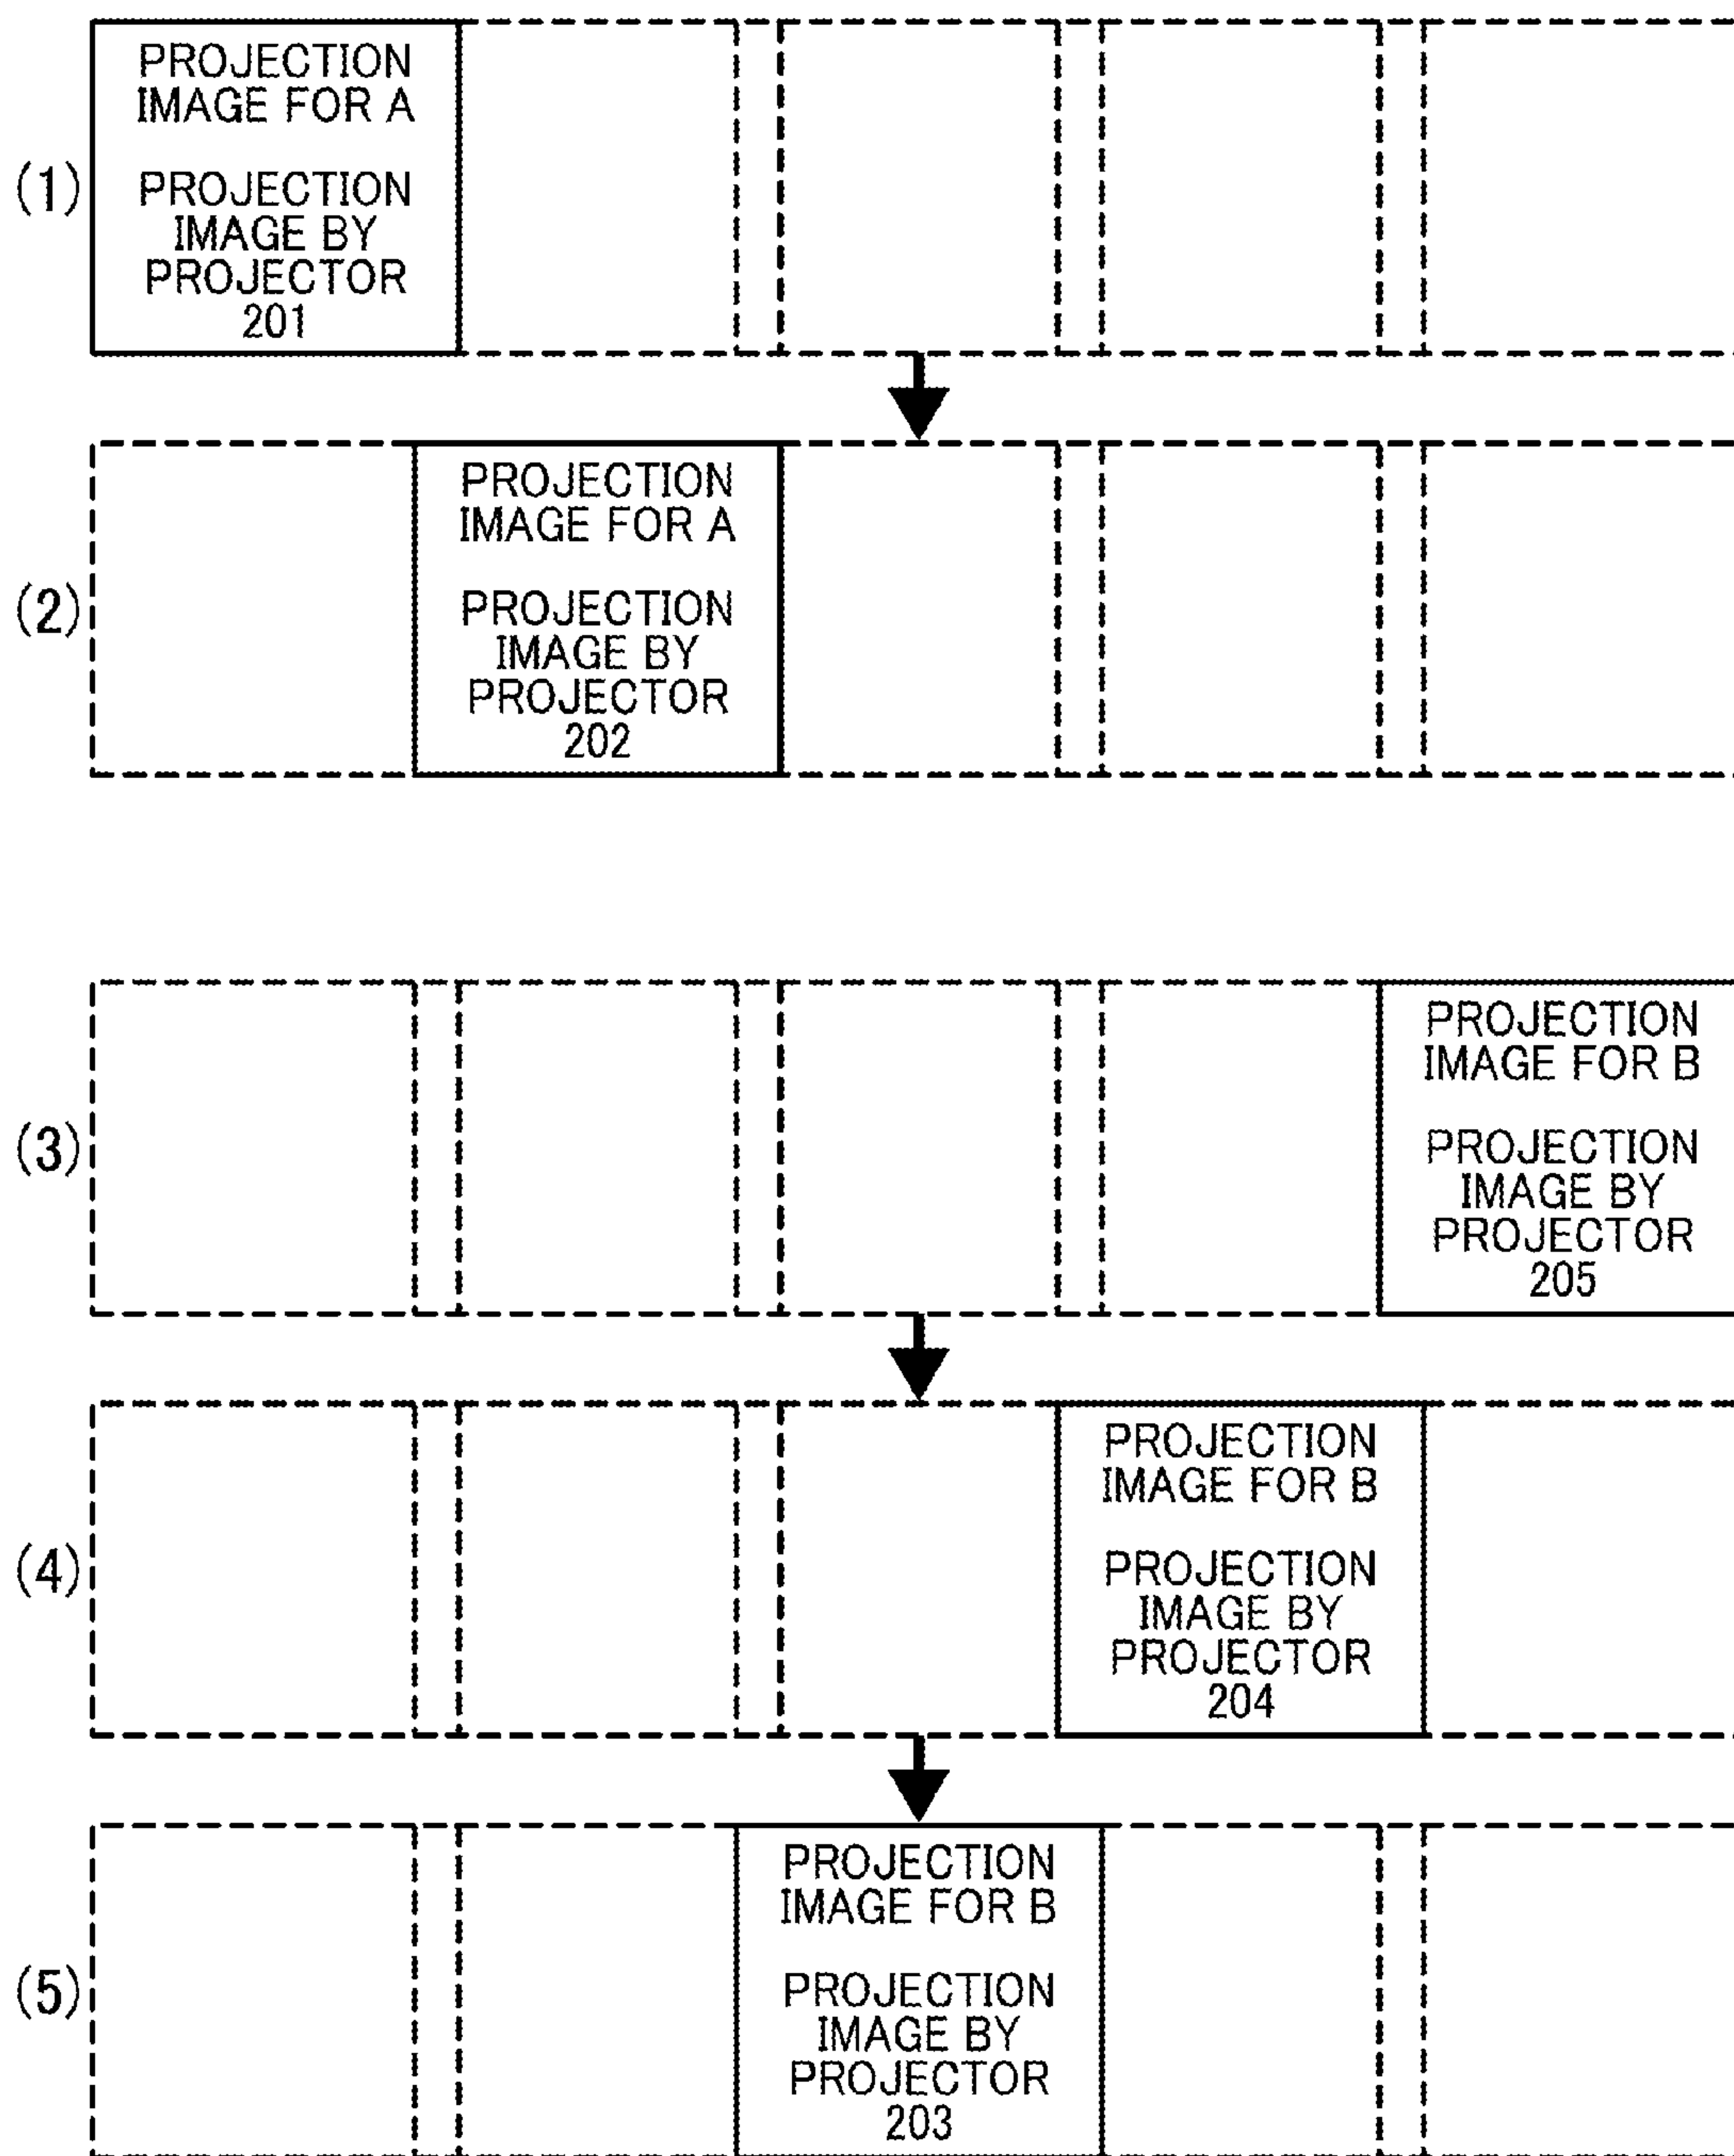 (1)
PROJECTION
IMAGE FOR A
PROJECTION
IMAGE BY
PROJECTOR
201
(2)
PROJECTION
IMAGE FOR A
PROJECTION
IMAGE BY
PROJECTOR
202
(3)
PROJECTION
IMAGE FOR B
PROJECTION
IMAGE BY
PROJECTOR
205
(4)
PROJECTION
IMAGE FOR B
PROJECTION
IMAGE BY
PROJECTOR
204
(5)
PROJECTION
IMAGE FOR B
PROJECTION
IMAGE BY
PROJECTOR
203